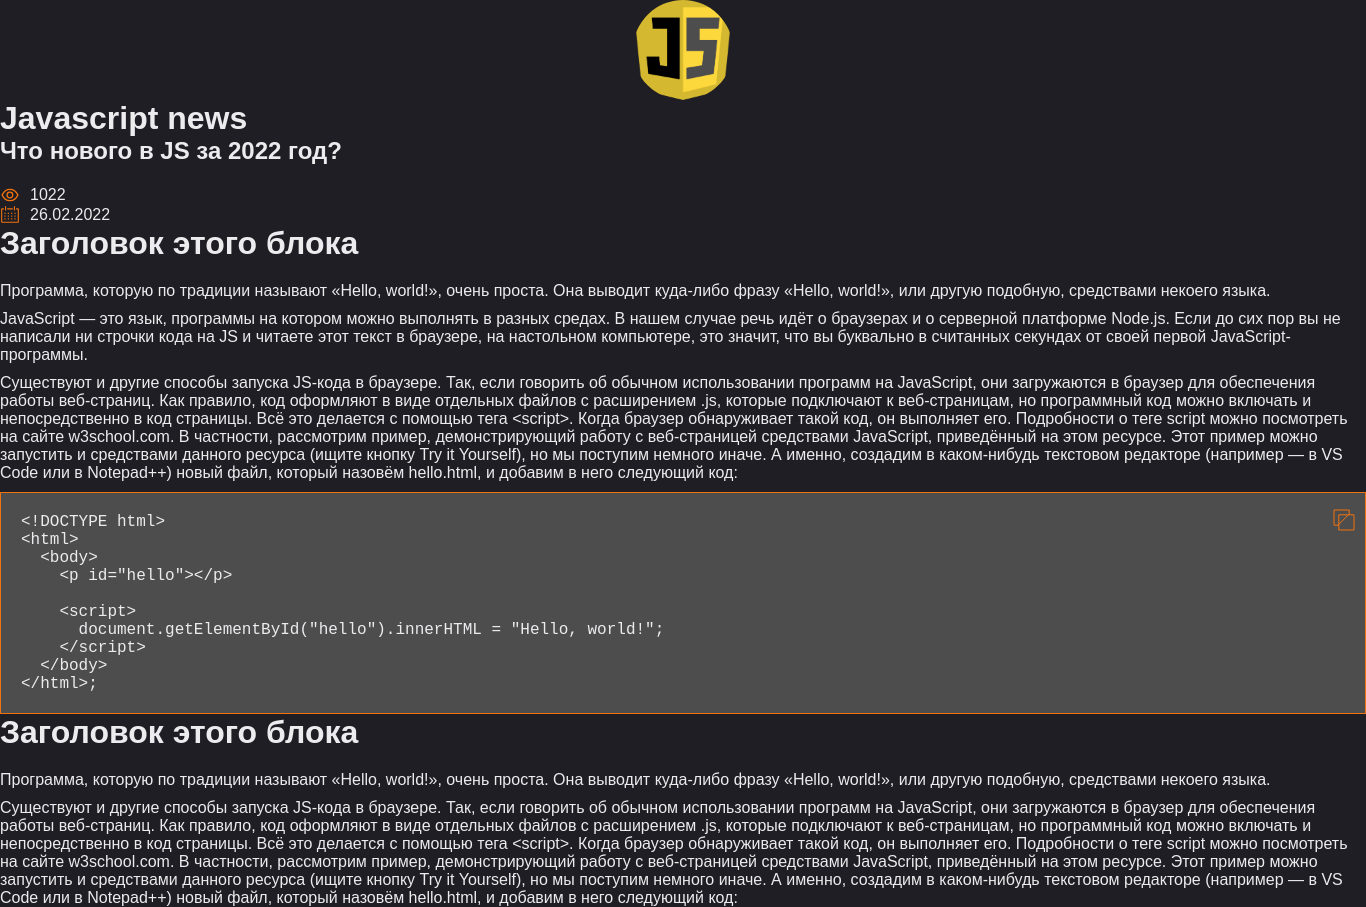 JS
Javascript news
Что нового в JS за 2022 год?
1022
26.02.2022
Заголовок этого блока
Программа, которую по традиции называют «Hello, world!», очень проста. Она выводит куда-либо фразу «Hello, world!», или другую подобную, средствами некоего языка.
JavaScript — это язык, программы на котором можно выполнять в разных средах. В нашем случае речь идёт о браузерах и о серверной платформе Node.js. Если до сих пор вы не
написали ни строчки кода на JS и читаете этот текст в браузере, на настольном компьютере, это значит, что вы буквально в считанных секундах от своей первой JavaScript-
программы.
Существуют и другие способы запуска JS-кода в браузере. Так, если говорить об обычном использовании программ на JavaScript, они загружаются в браузер для обеспечения
работы веб-страниц. Как правило, код оформляют в виде отдельных файлов с расширением .js, которые подключают к веб-страницам, но программный код можно включать и
непосредственно в код страницы. Всё это делается с помощью тега <script>. Когда браузер обнаруживает такой код, он выполняет его. Подробности о теге script можно посмотреть
на сайте w3school.com. В частности, рассмотрим пример, демонстрирующий работу с веб-страницей средствами JavaScript, приведённый на этом ресурсе. Этот пример можно
запустить и средствами данного ресурса (ищите кнопку Try it Yourself), но мы поступим немного иначе. А именно, создадим в каком-нибудь текстовом редакторе (например — в VS
Code или в Notepad++) новый файл, который назовём hello.html, и добавим в него следующий код:
<!DOCTYPE html>
<html>
  <body>
    <p id="hello"></p>

    <script>
      document.getElementById("hello").innerHTML = "Hello, world!";
    </script>
  </body>
</html>;
Заголовок этого блока
Программа, которую по традиции называют «Hello, world!», очень проста. Она выводит куда-либо фразу «Hello, world!», или другую подобную, средствами некоего языка.
Существуют и другие способы запуска JS-кода в браузере. Так, если говорить об обычном использовании программ на JavaScript, они загружаются в браузер для обеспечения
работы веб-страниц. Как правило, код оформляют в виде отдельных файлов с расширением .js, которые подключают к веб-страницам, но программный код можно включать и
непосредственно в код страницы. Всё это делается с помощью тега <script>. Когда браузер обнаруживает такой код, он выполняет его. Подробности о теге script можно посмотреть
на сайте w3school.com. В частности, рассмотрим пример, демонстрирующий работу с веб-страницей средствами JavaScript, приведённый на этом ресурсе. Этот пример можно
запустить и средствами данного ресурса (ищите кнопку Try it Yourself), но мы поступим немного иначе. А именно, создадим в каком-нибудь текстовом редакторе (например — в VS
Code или в Notepad++) новый файл, который назовём hello.html, и добавим в него следующий код: